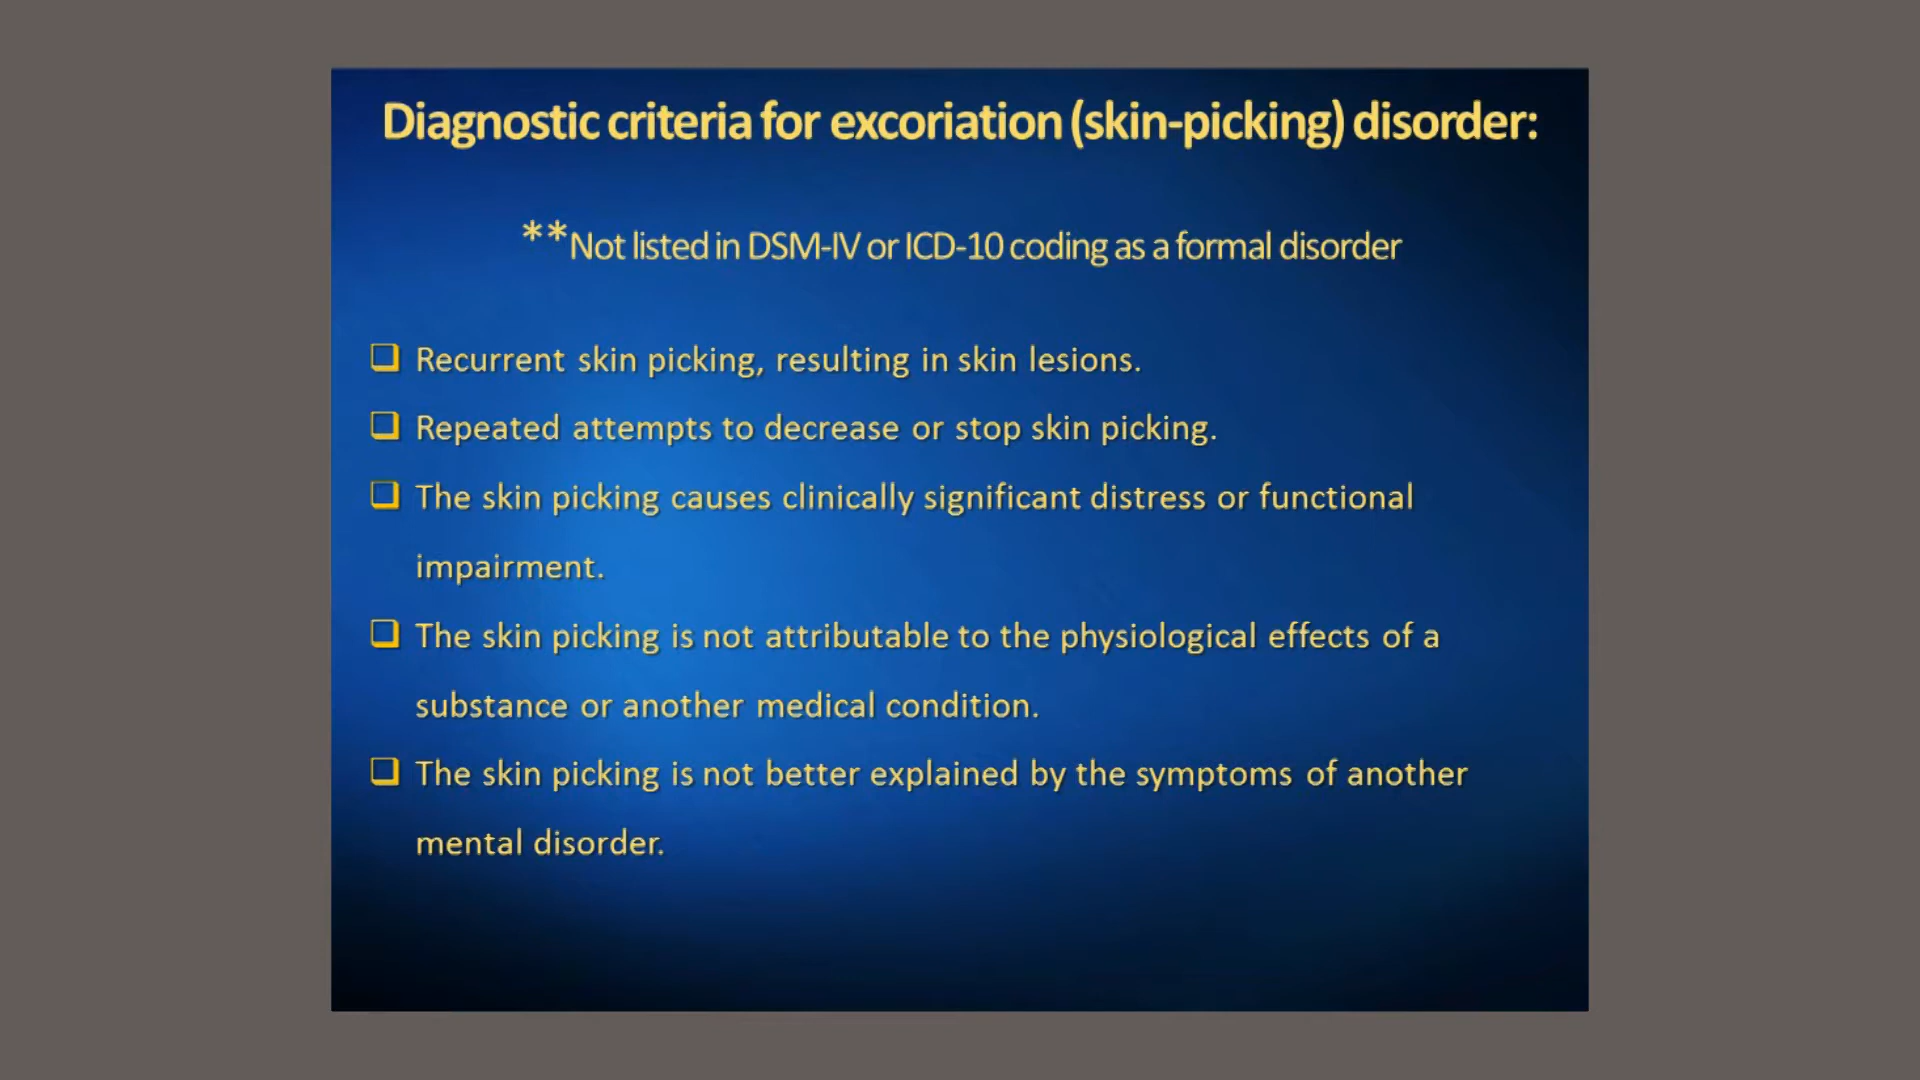 Diagnostic criteria for excoriation (skin-picking) disorder:
**Not listed in DSM-IV or ICD-10 coding as a formal disorder
Recurrent skin picking, resulting in skin lesions.
Repeated attempts to decrease or stop skin picking.
The skin picking causes clinically significant distress or functional
impairment.
The skin picking is not attributable to the physiological effects of a
substance or another medical condition.
The skin picking is not better explained by the symptoms of another
mental disorder.